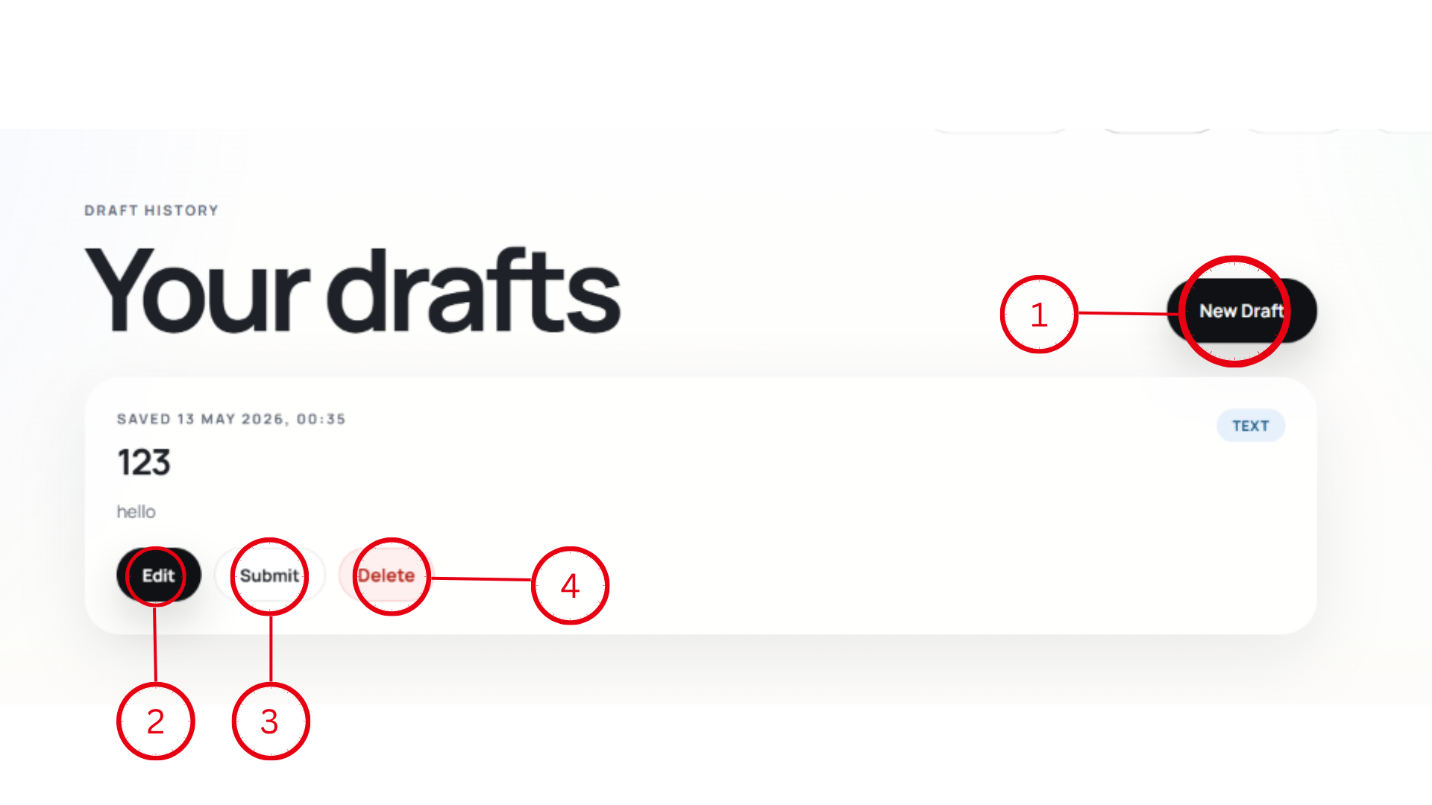 DRAFT HISTORY
Your drafts
1
New Draft
SAVED 13 MAY 2026, 00:35
TEXT
123
hello
Edit
Submit
Delete
4
2
3